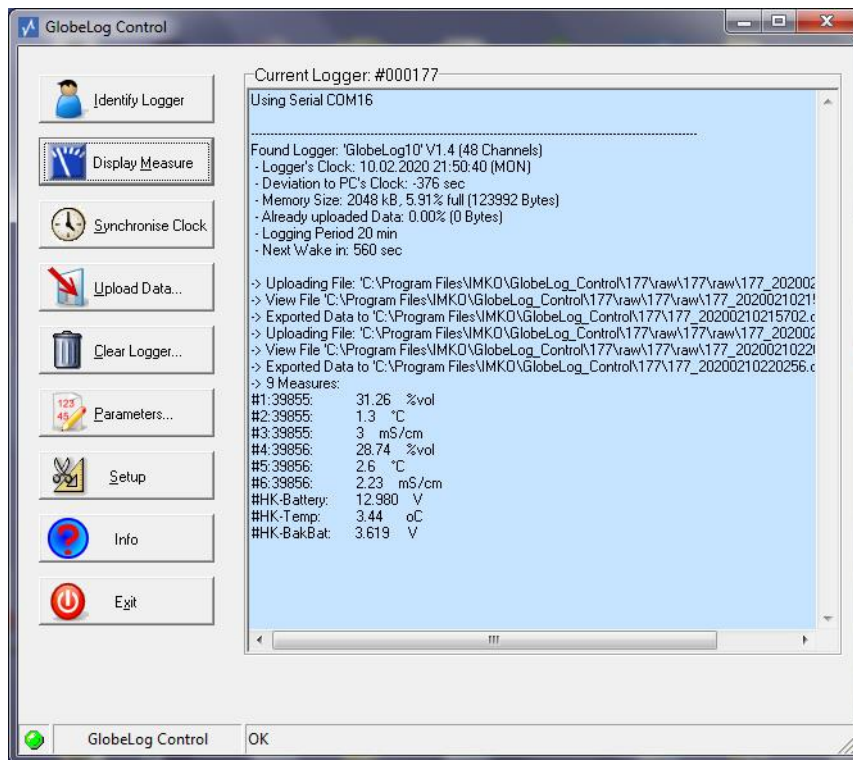 GlobeLog Control
Identify Logger
Display Measure
Synchronise Clock
Upload Data...
Clear Logger...
123
45
Parameters...
Setup
Info
Exit
Current Logger: #000177
Using Serial COM16
Found Logger: 'GlobeLog10' V1.4 (48 Channels)
- Logger's Clock: 10.02.2020 21:50:40 (MON)
- Deviation to PC's Clock: -376 sec
- Memory Size: 2048 kB, 5.91% full (123992 Bytes)
- Already uploaded Data: 0.00% (0 Bytes)
- Logging Period 20 min
- Next Wake in: 560 sec
-> Uploading File: 'C:\Program Files\IMKO\GlobeLog_Control\177\raw\177\raw\177_202002
-> View File 'C:\Program Files\IMKO\GlobeLog_Control\177\raw\177\raw\177_2020021021
-> Exported Data to 'C:\Program Files\IMKO\GlobeLog_Control\177\177_20200210215702.c
-> Uploading File: 'C:\Program Files\IMKO\GlobeLog_Control\177\raw\177\raw\177_202002
-> View File 'C:\Program Files\IMKO\GlobeLog_Control\177\raw\177\raw\177_2020021022
-> Exported Data to 'C:\Program Files\IMKO\GlobeLog_Control\177\177_20200210220256.c
-> 9 Measures:
#1:39855: 31.26 %vol
#2:39855: 1.3 °C
#3:39855: 3 mS/cm
#4:39856: 28.74 %vol
#5:39856: 2.6 °C
#6:39856: 2.23 mS/cm
#HK-Battery: 12.980 V
#HK-Temp: 3.44 oC
#HK-BakBat: 3.619 V
GlobeLog Control OK